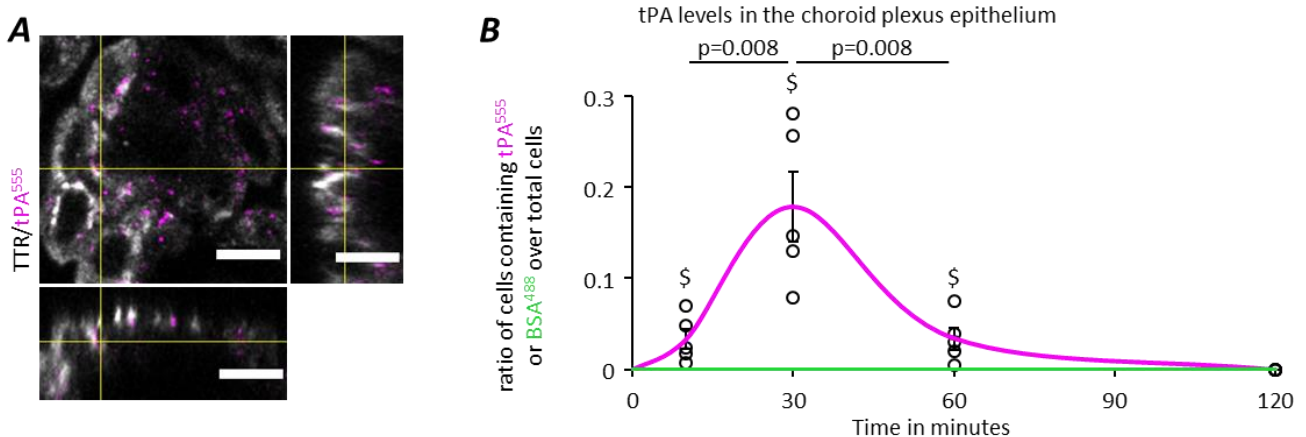 A
TTR/tPA555
B
tPA levels in the choroid plexus epithelium
p=0.008 p=0.008
$
$ $
ratio of cells containing tPA555
or BSA488 over total cells
0.3
0.2
0.1
0
0 30 60 90 120
Time in minutes